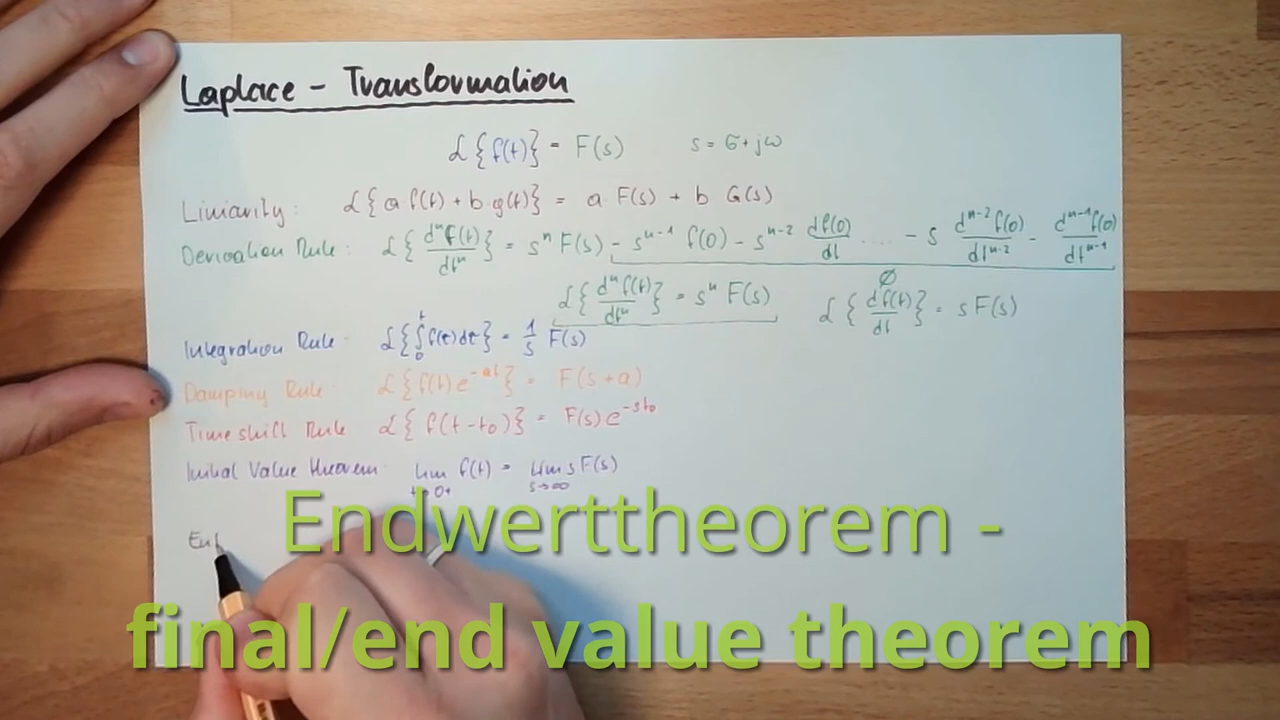 Laplace - Transformation
ℒ{f(t)} = F(s) s = σ + jω
Liniarity: ℒ{a f(t) + b g(t)} = a F(s) + b G(s)
Derivation Rule: ℒ{dⁿf(t)/dtⁿ} = sⁿ F(s) - sⁿ⁻¹ f(0) - sⁿ⁻² df(0)/dt .... - s dⁿ⁻²f(0)/dtⁿ⁻² - dⁿ⁻¹f(0)/dtⁿ⁻¹
ℒ{dⁿf(t)/dtⁿ} = sⁿ F(s) ℒ{df(t)/dt} = s F(s) Ø
Integration Rule: ℒ{∫₀ᵗ f(τ)dτ} = 1/s F(s)
Damping Rule: ℒ{f(t) e^-at} = F(s+a)
Time shift Rule ℒ{f(t-t₀)} = F(s) e^-st₀
Initial Value theorem: lim t→0+ f(t) = lim s→∞ s F(s)
Endwerttheorem -
final/end value theorem